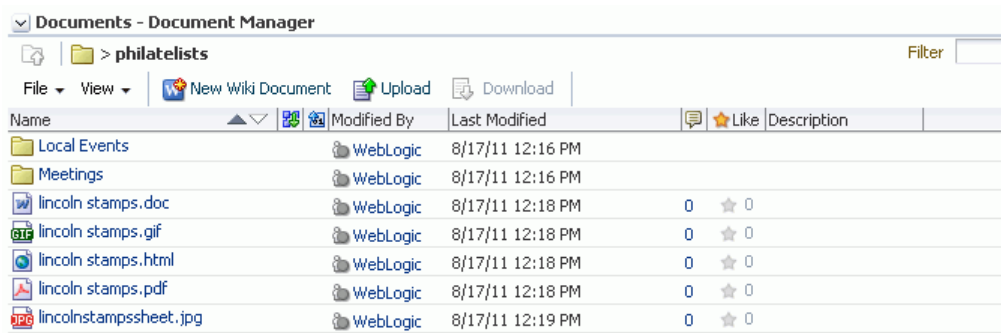 Documents - Document Manager
> philatelists Filter
File View New Wiki Document Upload Download
Name Modified By Last Modified Like Description
Local Events WebLogic 8/17/11 12:16 PM
Meetings WebLogic 8/17/11 12:16 PM
lincoln stamps.doc WebLogic 8/17/11 12:18 PM 0 0
GIF lincoln stamps.gif WebLogic 8/17/11 12:18 PM 0 0
lincoln stamps.html WebLogic 8/17/11 12:18 PM 0 0
lincoln stamps.pdf WebLogic 8/17/11 12:18 PM 0 0
JPG lincolnstampssheet.jpg WebLogic 8/17/11 12:19 PM 0 0